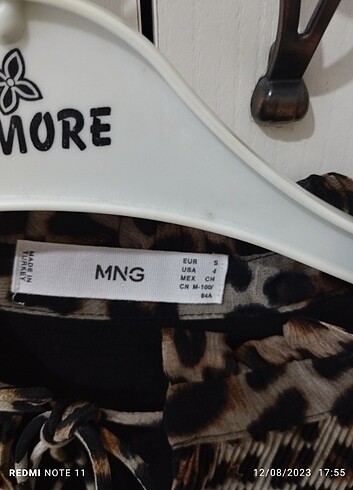 MORE
MADE IN
TURKEY
MNG
EUR S
USA 4
MEX CH
CN M-100/
84A
REDMI NOTE 11
12/08/2023 17:55